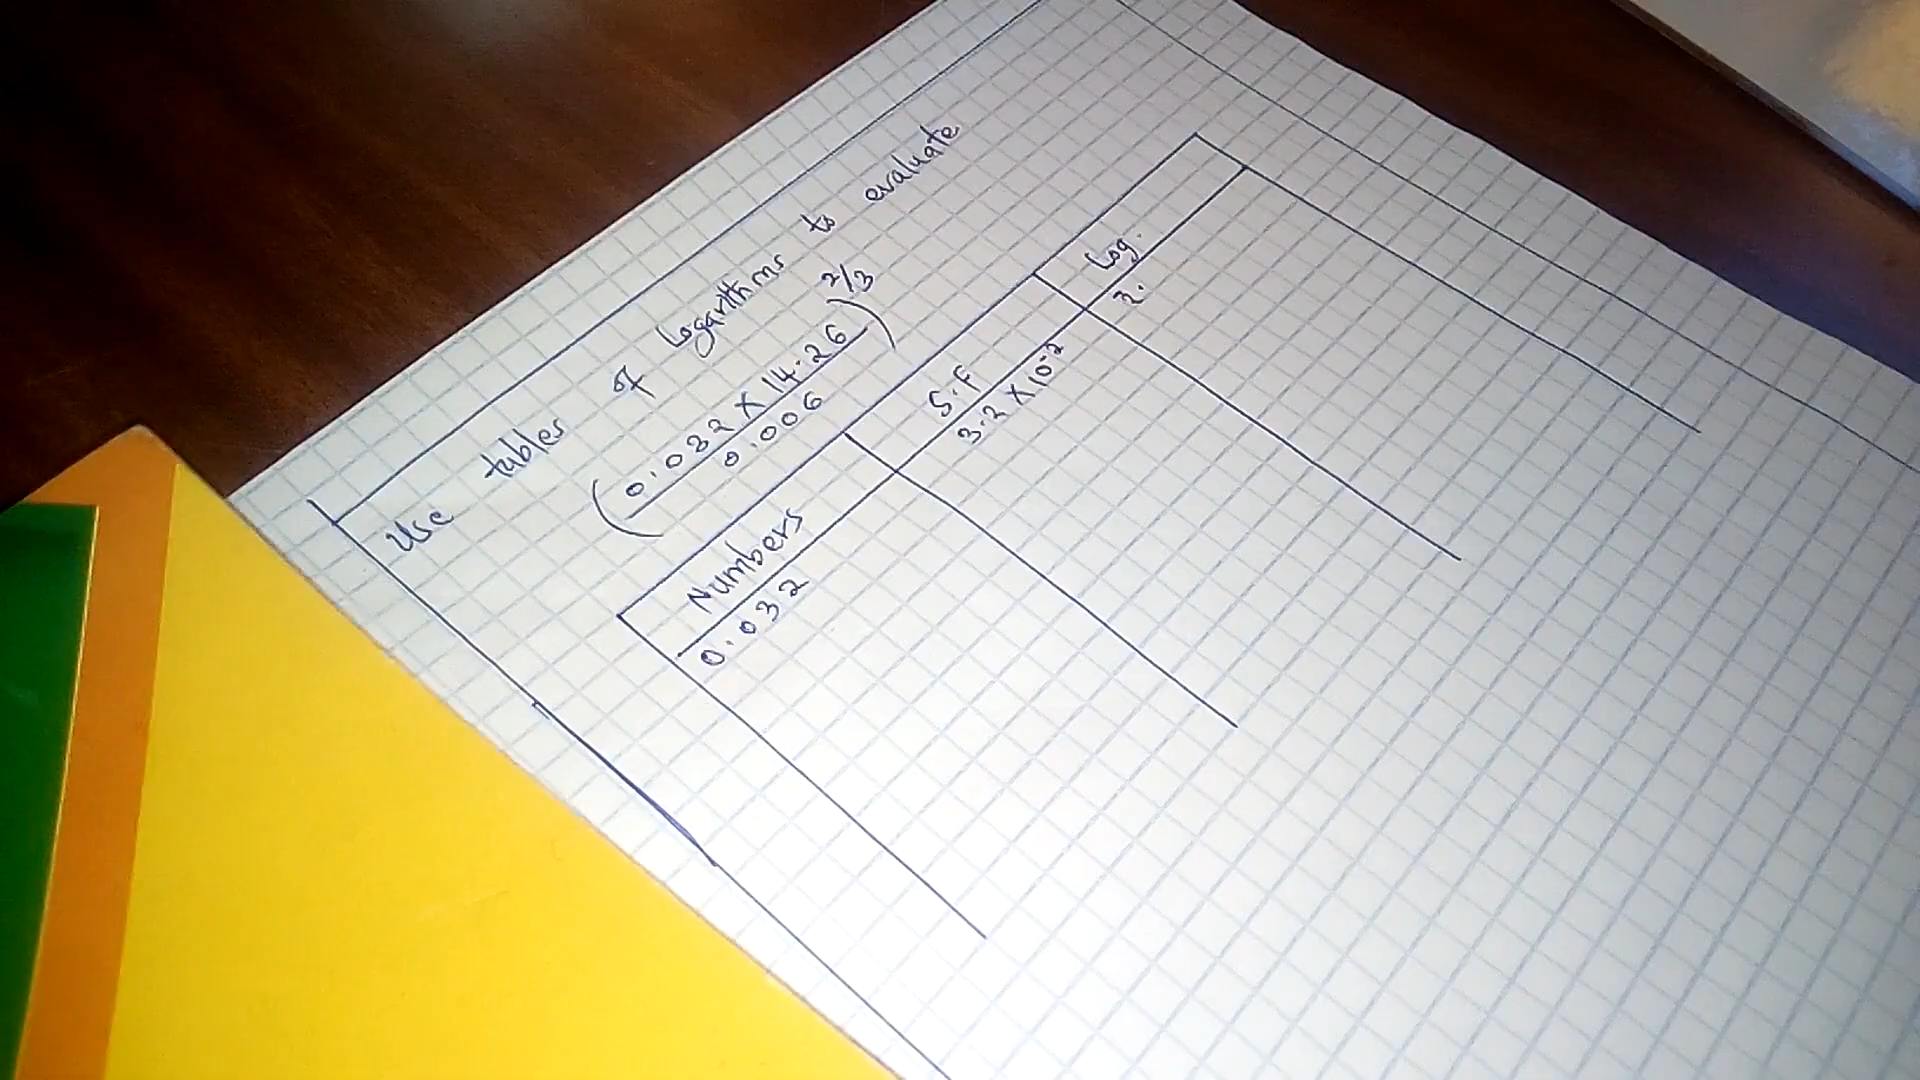 Use tables of logarithms to evaluate
(0.032 X 14.26 / 0.006)^2/3
Numbers S.F Log.
0.032 3.2 X 10^-2 2.